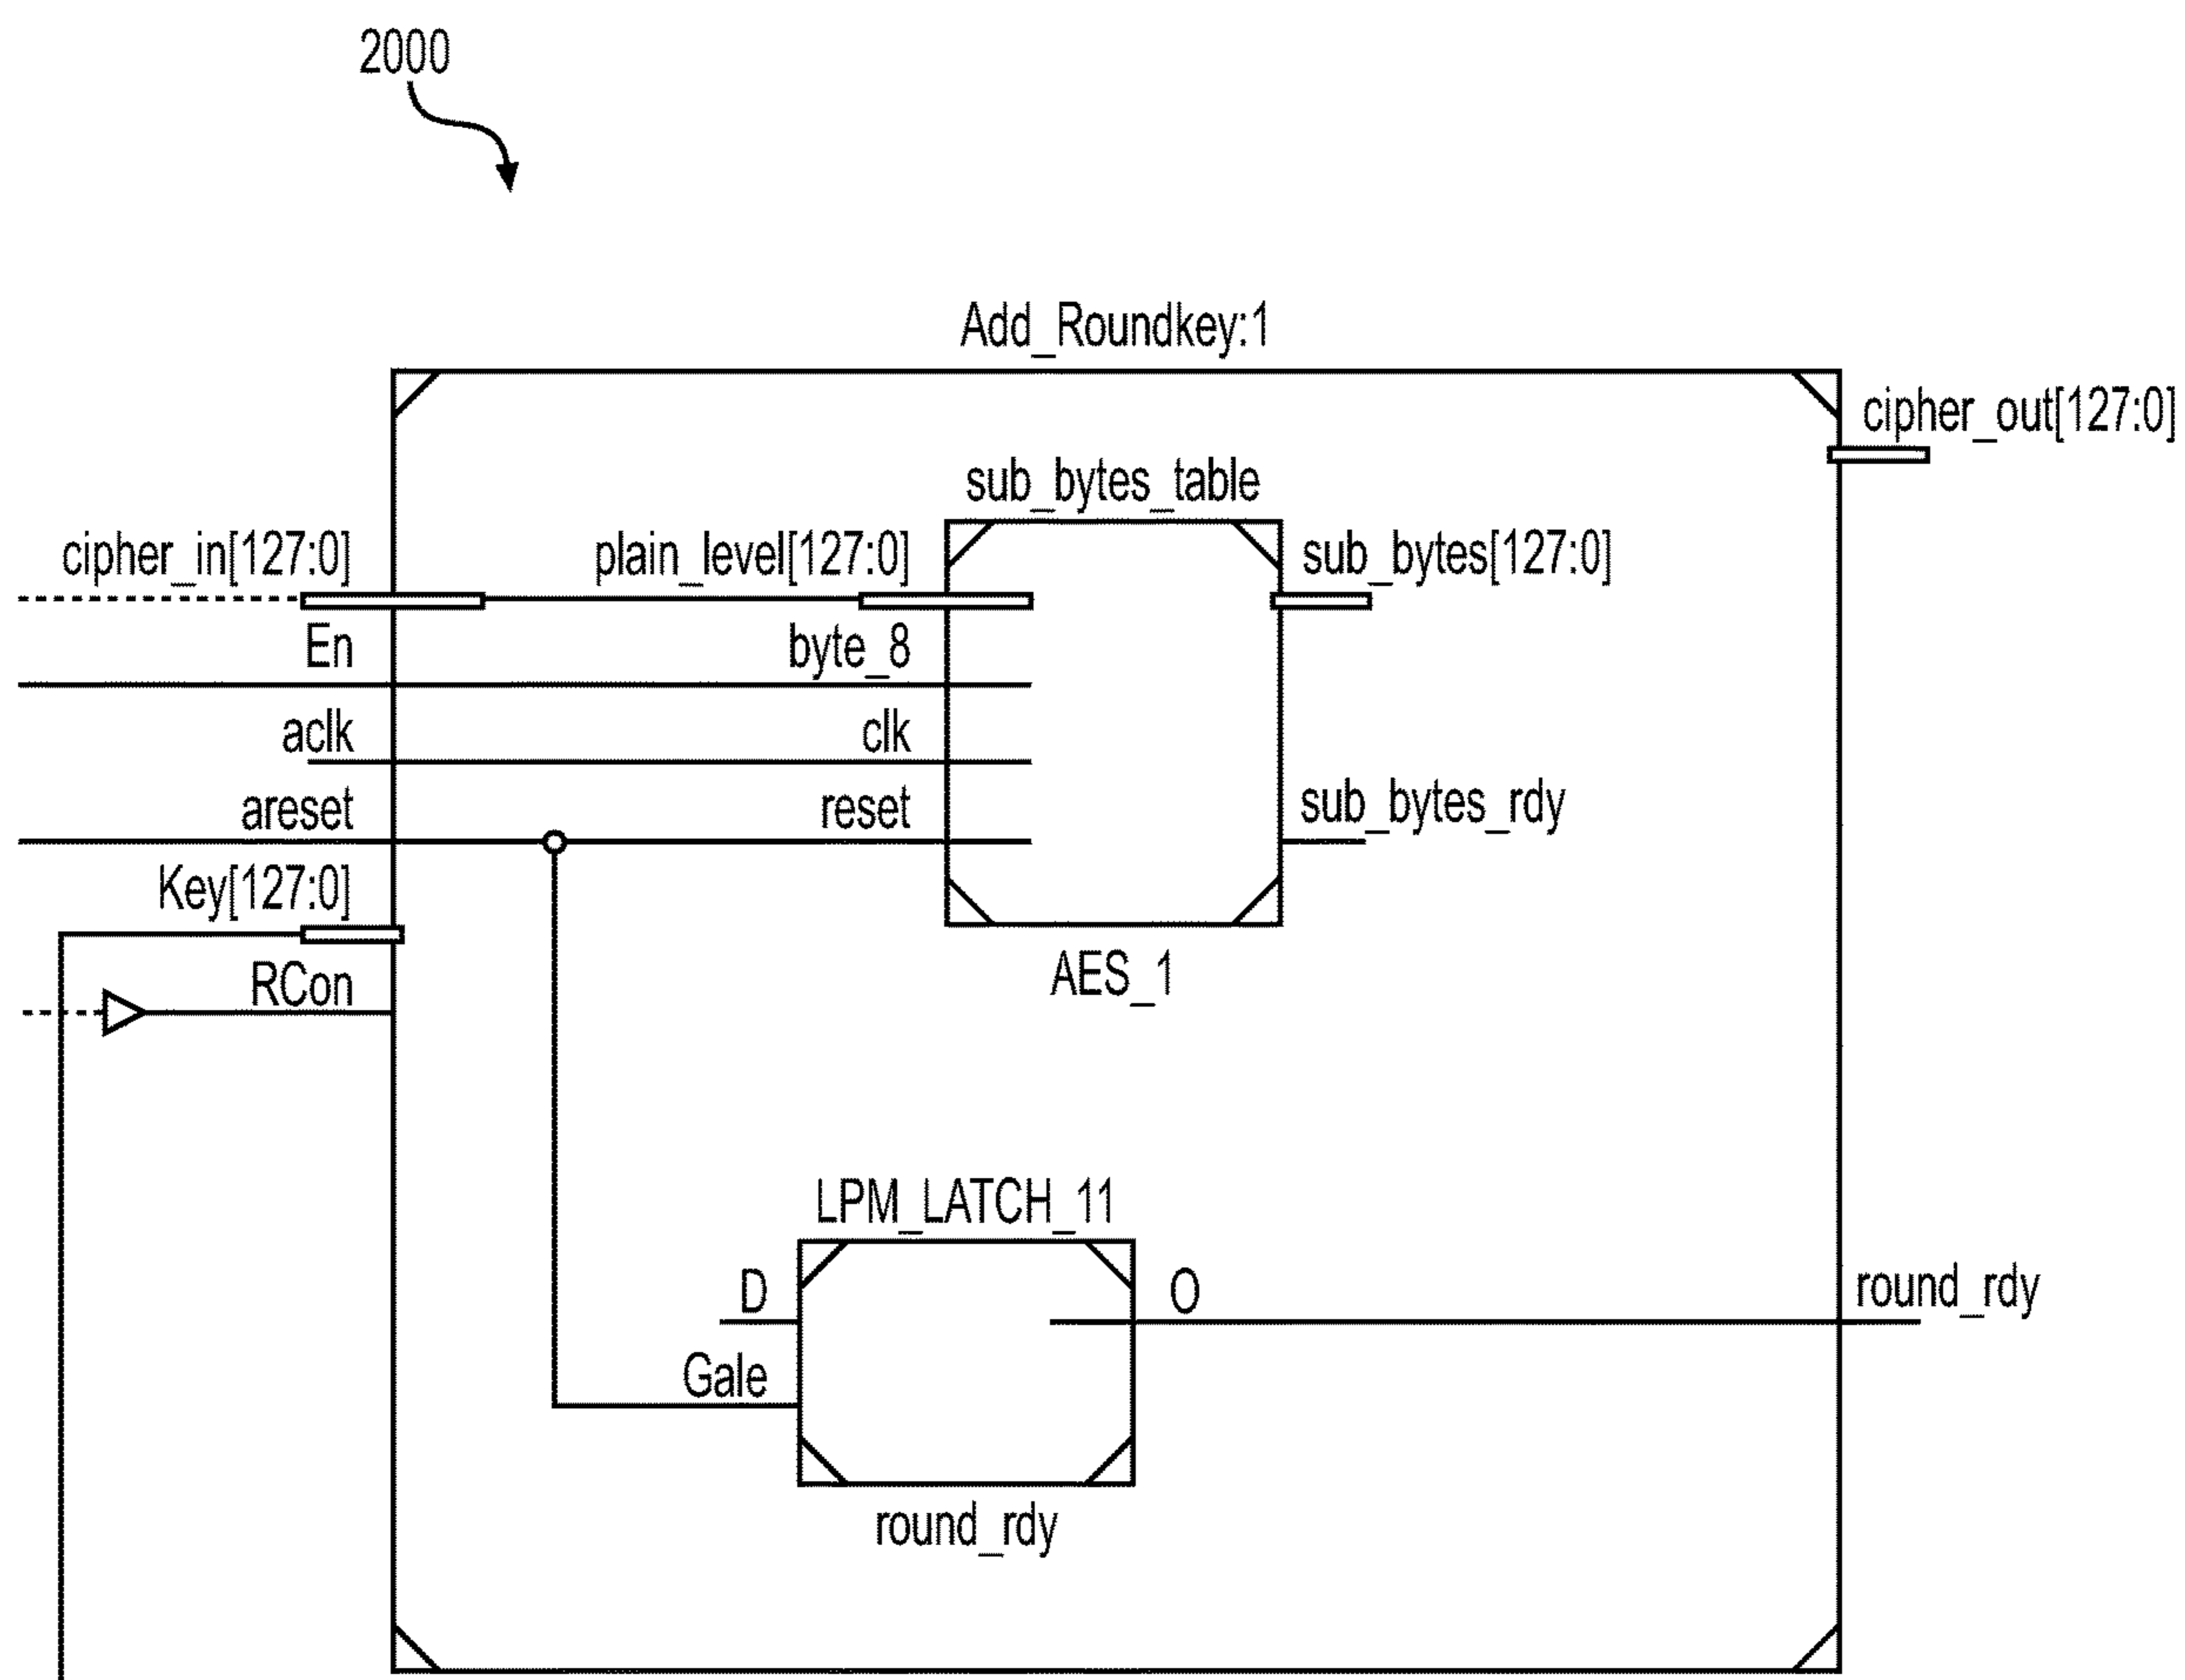 2000
Add_Roundkey:1
cipher_out[127:0]
sub_bytes_table
cipher_in[127:0]
plain_level[127:0]
sub_bytes[127:0]
En
byte_8
aclk
clk
areset
reset
sub_bytes_rdy
Key[127:0]
AES_1
RCon
LPM_LATCH_11
D
O
round_rdy
Gale
round_rdy